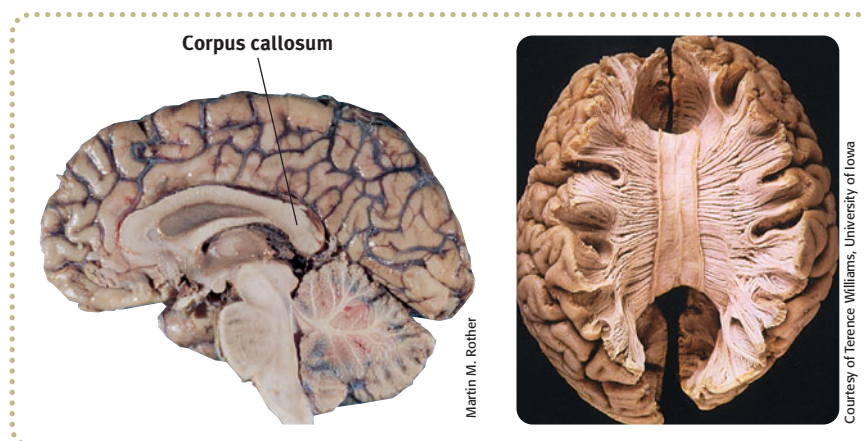 Corpus callosum
Martin M. Rother
Courtesy of Terence Williams, University of Iowa